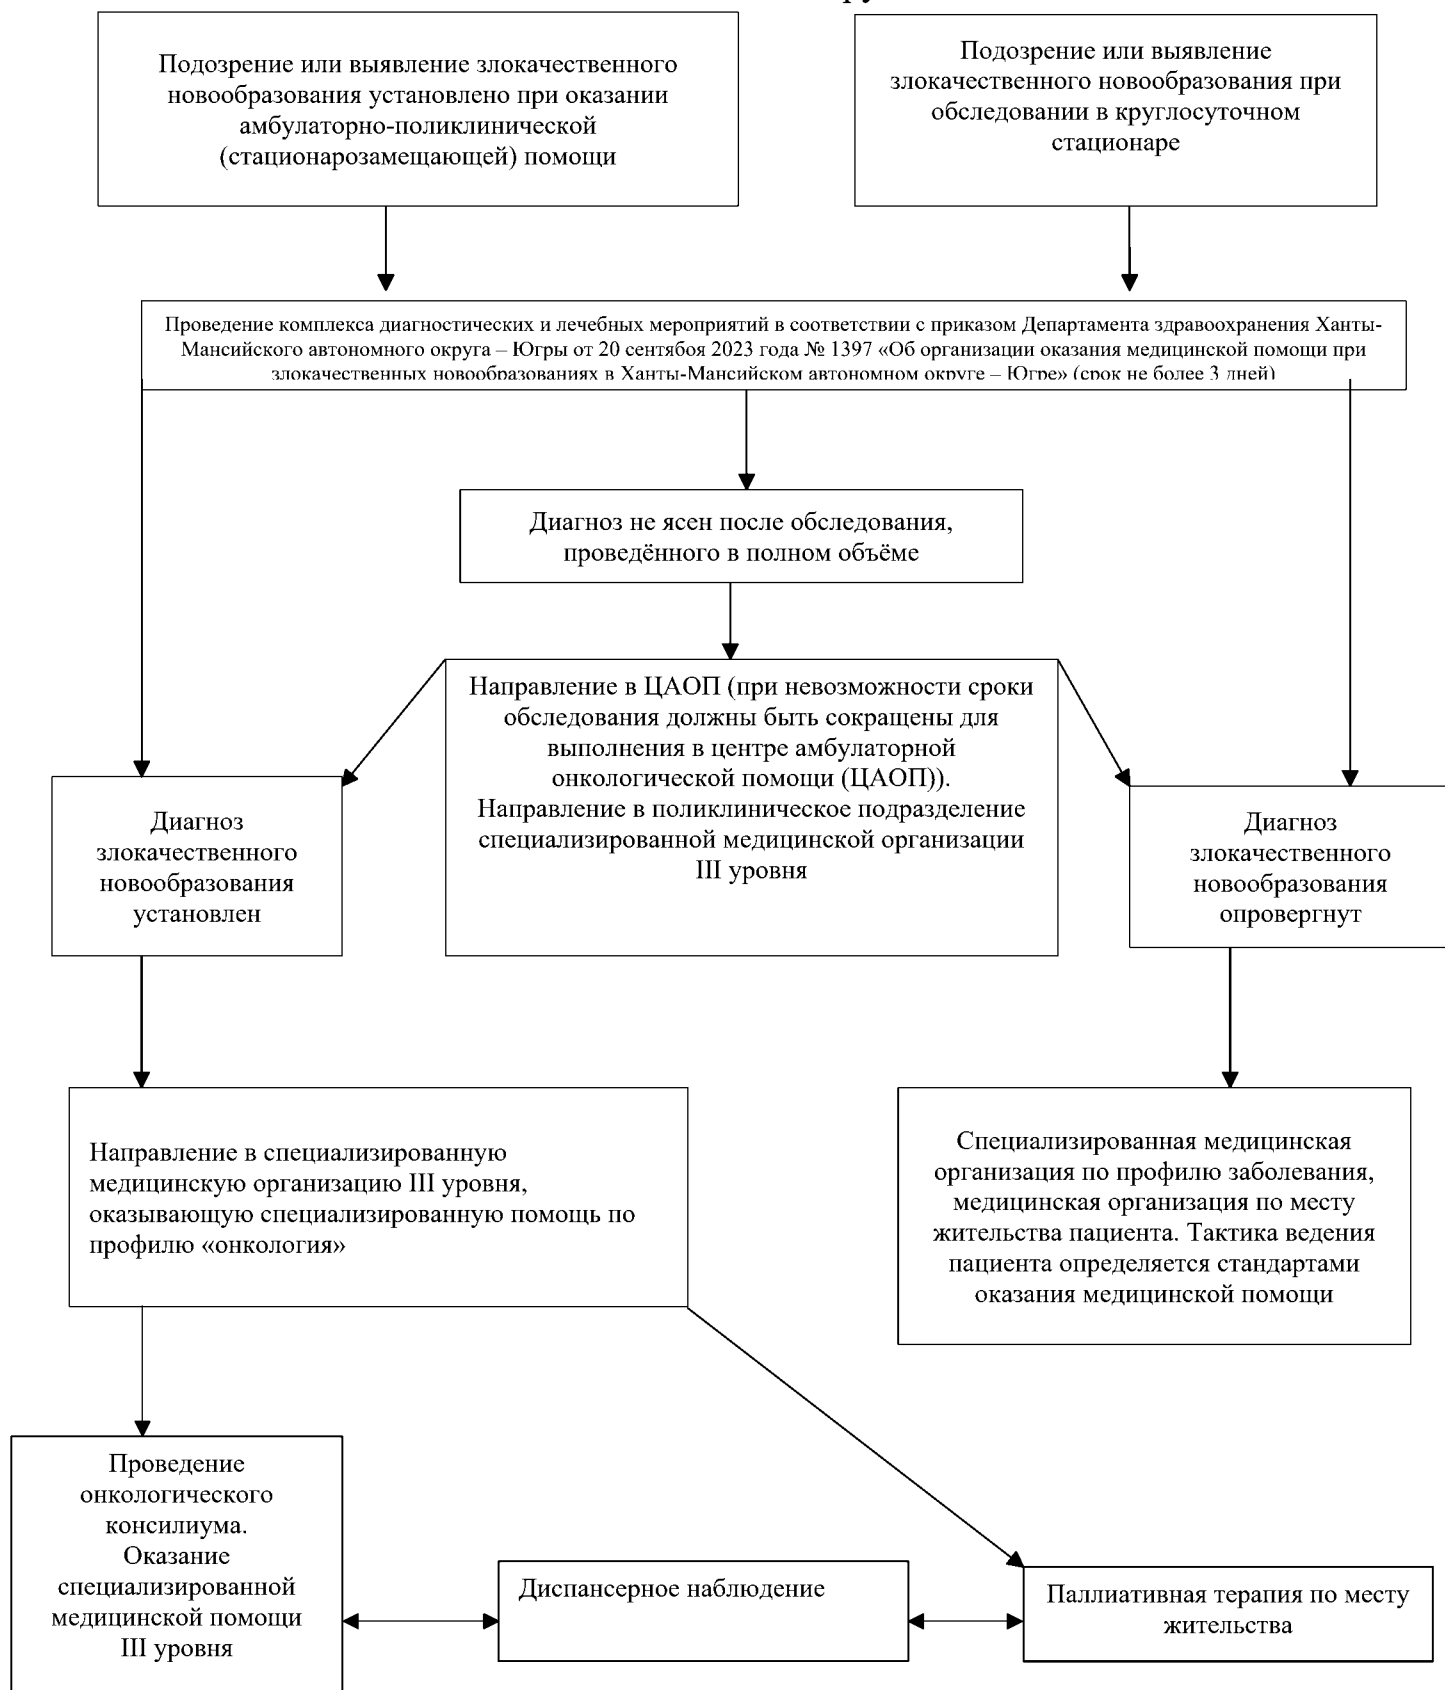 Подозрение или выявление злокачественного
новообразования установлено при оказании
амбулаторно-поликлинической
(стационарозамещающей) помощи
Подозрение или выявление
злокачественного новообразования при
обследовании в круглосуточном
стационаре
Проведение комплекса диагностических и лечебных мероприятий в соответствии с приказом Департамента здравоохранения Ханты-
Мансийского автономного округа – Югры от 20 сентября 2023 года № 1397 «Об организации оказания медицинской помощи при
злокачественных новообразованиях в Ханты-Мансийском автономном округе – Югре» (срок не более 3 дней)
Диагноз не ясен после обследования,
проведённого в полном объёме
Направление в ЦАОП (при невозможности сроки
обследования должны быть сокращены для
выполнения в центре амбулаторной
онкологической помощи (ЦАОП)).
Направление в поликлиническое подразделение
специализированной медицинской организации
III уровня
Диагноз
злокачественного
новообразования
установлен
Диагноз
злокачественного
новообразования
опровергнут
Направление в специализированную
медицинскую организацию III уровня,
оказывающую специализированную помощь по
профилю «онкология»
Специализированная медицинская
организация по профилю заболевания,
медицинская организация по месту
жительства пациента. Тактика ведения
пациента определяется стандартами
оказания медицинской помощи
Проведение
онкологического
консилиума.
Оказание
специализированной
медицинской помощи
III уровня
Диспансерное наблюдение
Паллиативная терапия по месту
жительства